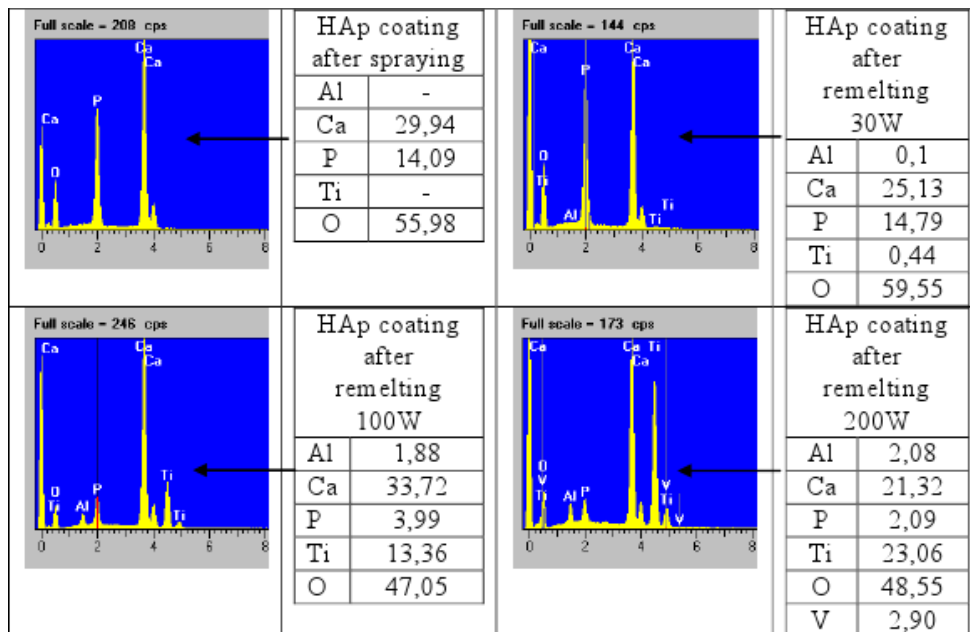 Full scale = 208 cps
Ca
Ca
P
Ca
O
0 2 4 6 8
HAp coating
after spraying
Al -
Ca 29,94
P 14,09
Ti -
O 55,98
Full scale = 144 cps
Ca
Ca
Ca
P
O
Ti
Al
Ti
Ti
0 2 4 6 8
HAp coating
after
remelting
30W
Al 0,1
Ca 25,13
P 14,79
Ti 0,44
O 59,55
Full scale = 246 cps
Ca
Ca
Ca
Ti
O
P
Ti
Al
Ti
0 2 4 6 8
HAp coating
after
remelting
100W
Al 1,88
Ca 33,72
P 3,99
Ti 13,36
O 47,05
Full scale = 173 cps
Ca
Ca Ti
Ca
O
V
V
Ti
Al
P
Ti
0 2 4 6 8
HAp coating
after
remelting
200W
Al 2,08
Ca 21,32
P 2,09
Ti 23,06
O 48,55
V 2,90